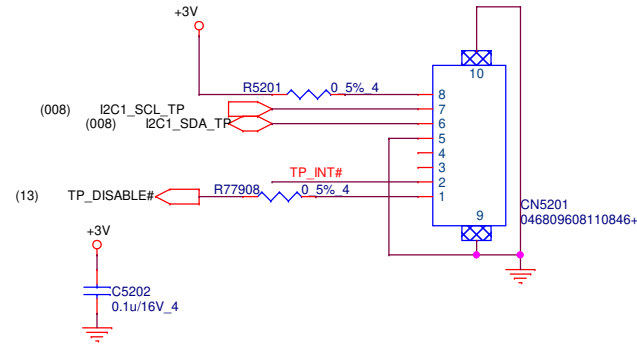 +3V
10
R5201
0_5%_4
8
(008)
I2C1_SCL_TP
7
(008)
I2C1_SDA_TP
6
5
4
3
TP_INT#
2
(13)
TP_DISABLE#
R77908
0_5%_4
1
CN5201
9
046809608110846+
+3V
C5202
0.1u/16V_4